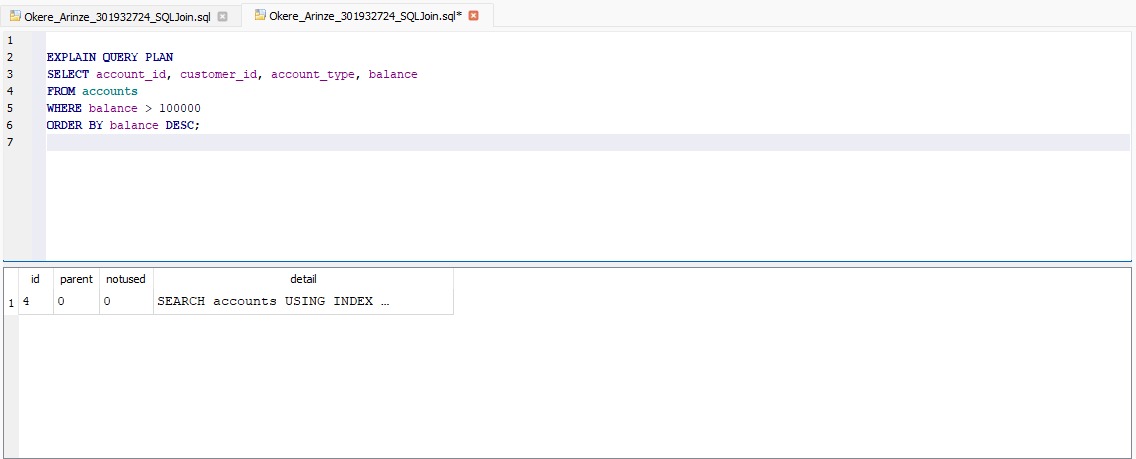 Okere_Arinze_301932724_SQLJoin.sql Okere_Arinze_301932724_SQLJoin.sql*
1
2 EXPLAIN QUERY PLAN
3 SELECT account_id, customer_id, account_type, balance
4 FROM accounts
5 WHERE balance > 100000
6 ORDER BY balance DESC;
7
id parent notused detail
1 4 0 0 SEARCH accounts USING INDEX …